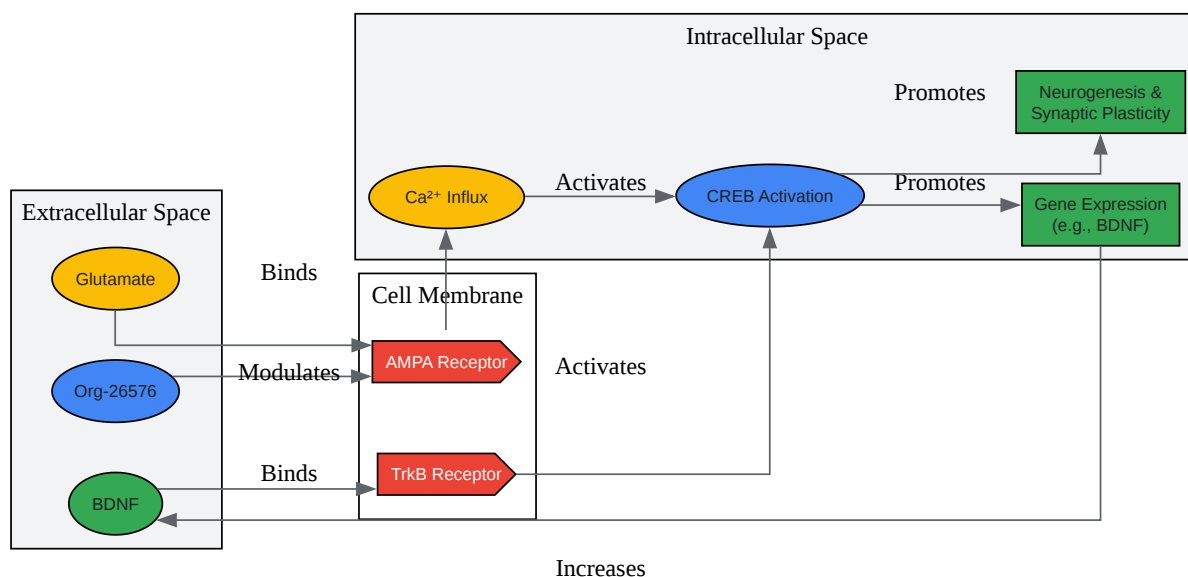 Intracellular Space
Promotes
Neurogenesis &
Synaptic Plasticity
Ca²⁺ Influx
Activates
CREB Activation
Promotes
Gene Expression
(e.g., BDNF)
Extracellular Space
Glutamate
Binds
Cell Membrane
AMPA Receptor
Org-26576
Modulates
Activates
BDNF
Binds
TrkB Receptor
Increases